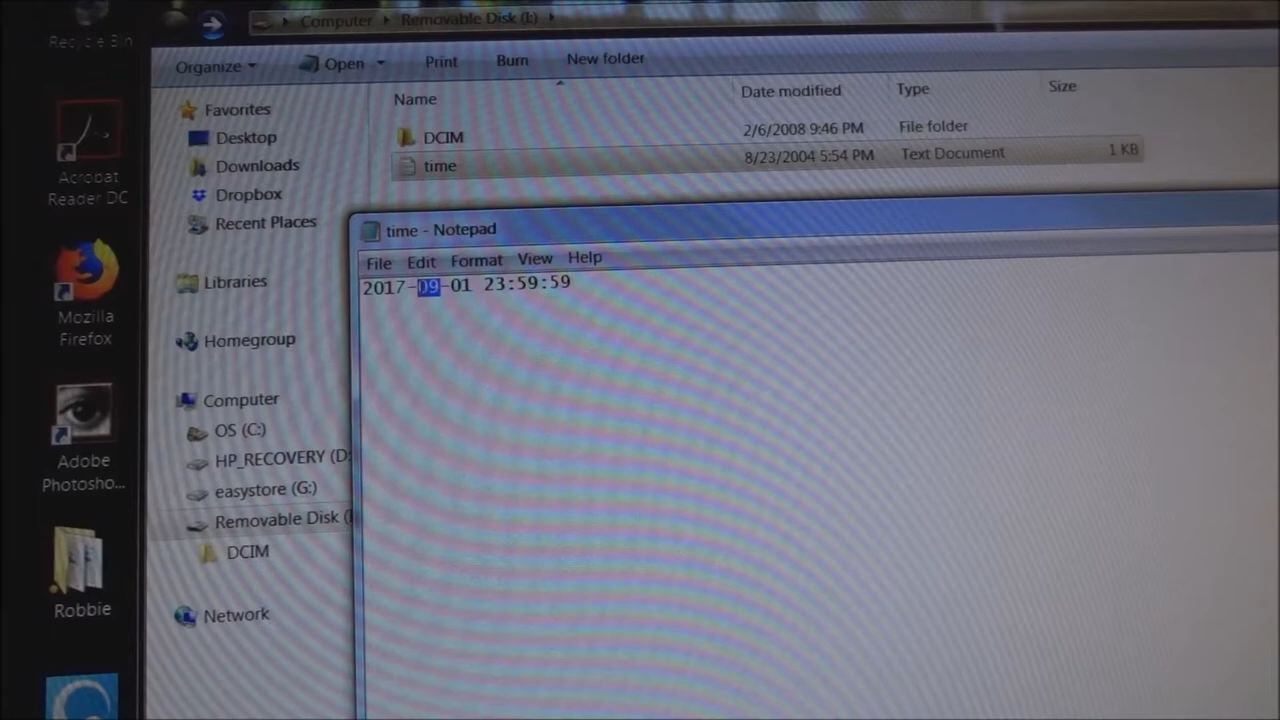 Recycle Bin
Computer
Removable Disk (I:)
Organize
Open
Print
Burn
New folder
Name
Date modified
Type
Size
Favorites
Desktop
Downloads
Dropbox
Recent Places
Libraries
Homegroup
Computer
OS (C:)
HP_RECOVERY (D:
easystore (G:)
Removable Disk (I
DCIM
Network
DCIM
2/6/2008 9:46 PM
File folder
time
8/23/2004 5:54 PM
Text Document
1 KB
time - Notepad
File Edit Format View Help
2017-09-01 23:59:59
Acrobat
Reader DC
Mozilla
Firefox
Adobe
Photosho...
Robbie